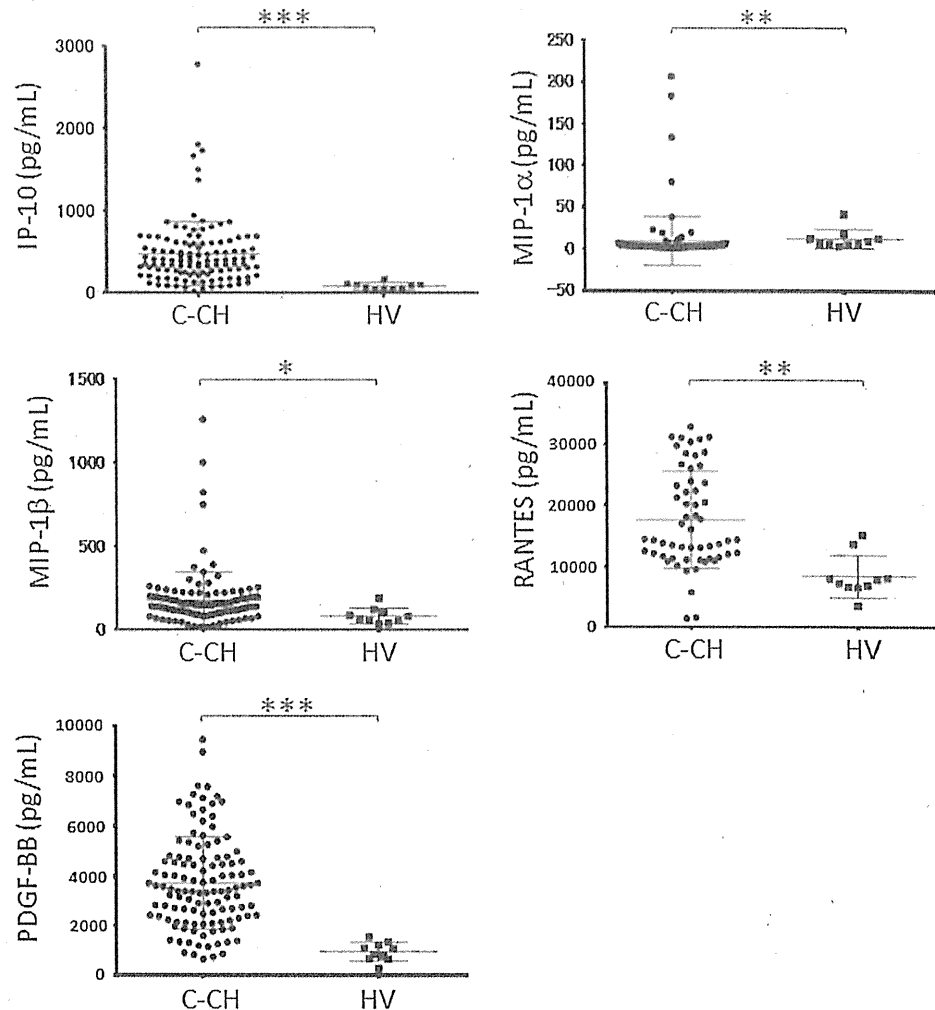 ***
IP-10 (pg/mL)
3000
2000
1000
0
C-CH
HV
**
MIP-1α (pg/mL)
250
200
150
100
50
0
−50
C-CH
HV
*
MIP-1β (pg/mL)
1500
1000
500
0
C-CH
HV
**
RANTES (pg/mL)
40000
30000
20000
10000
0
C-CH
HV
***
PDGF-BB (pg/mL)
10000
8000
6000
4000
2000
0
C-CH
HV